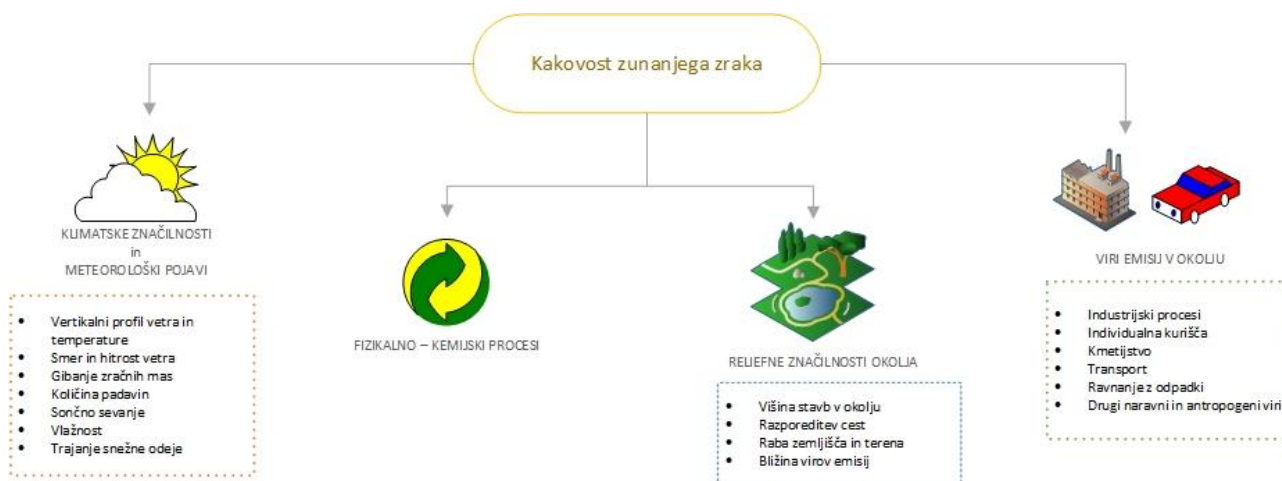 Kakovost zunanjega zraka
KLIMATSKE ZNAČILNOSTI
in
METEOROLOŠKI POJAVI
• Vertikalni profil vetra in
temperature
• Smer in hitrost vetra
• Gibanje zračnih mas
• Količina padavin
• Sončno sevanje
• Vlažnost
• Trajanje snežne odeje
FIZIKALNO – KEMIJSKI PROCESI
RELIEFNE ZNAČILNOSTI OKOLJA
• Višina stavb v okolju
• Razporeditev cest
• Raba zemljišča in terena
• Bližina virov emisij
VIRI EMISIJ V OKOLJU
• Industrijski procesi
• Individualna kurišča
• Kmetijstvo
• Transport
• Ravnanje z odpadki
• Drugi naravni in antropogeni viri